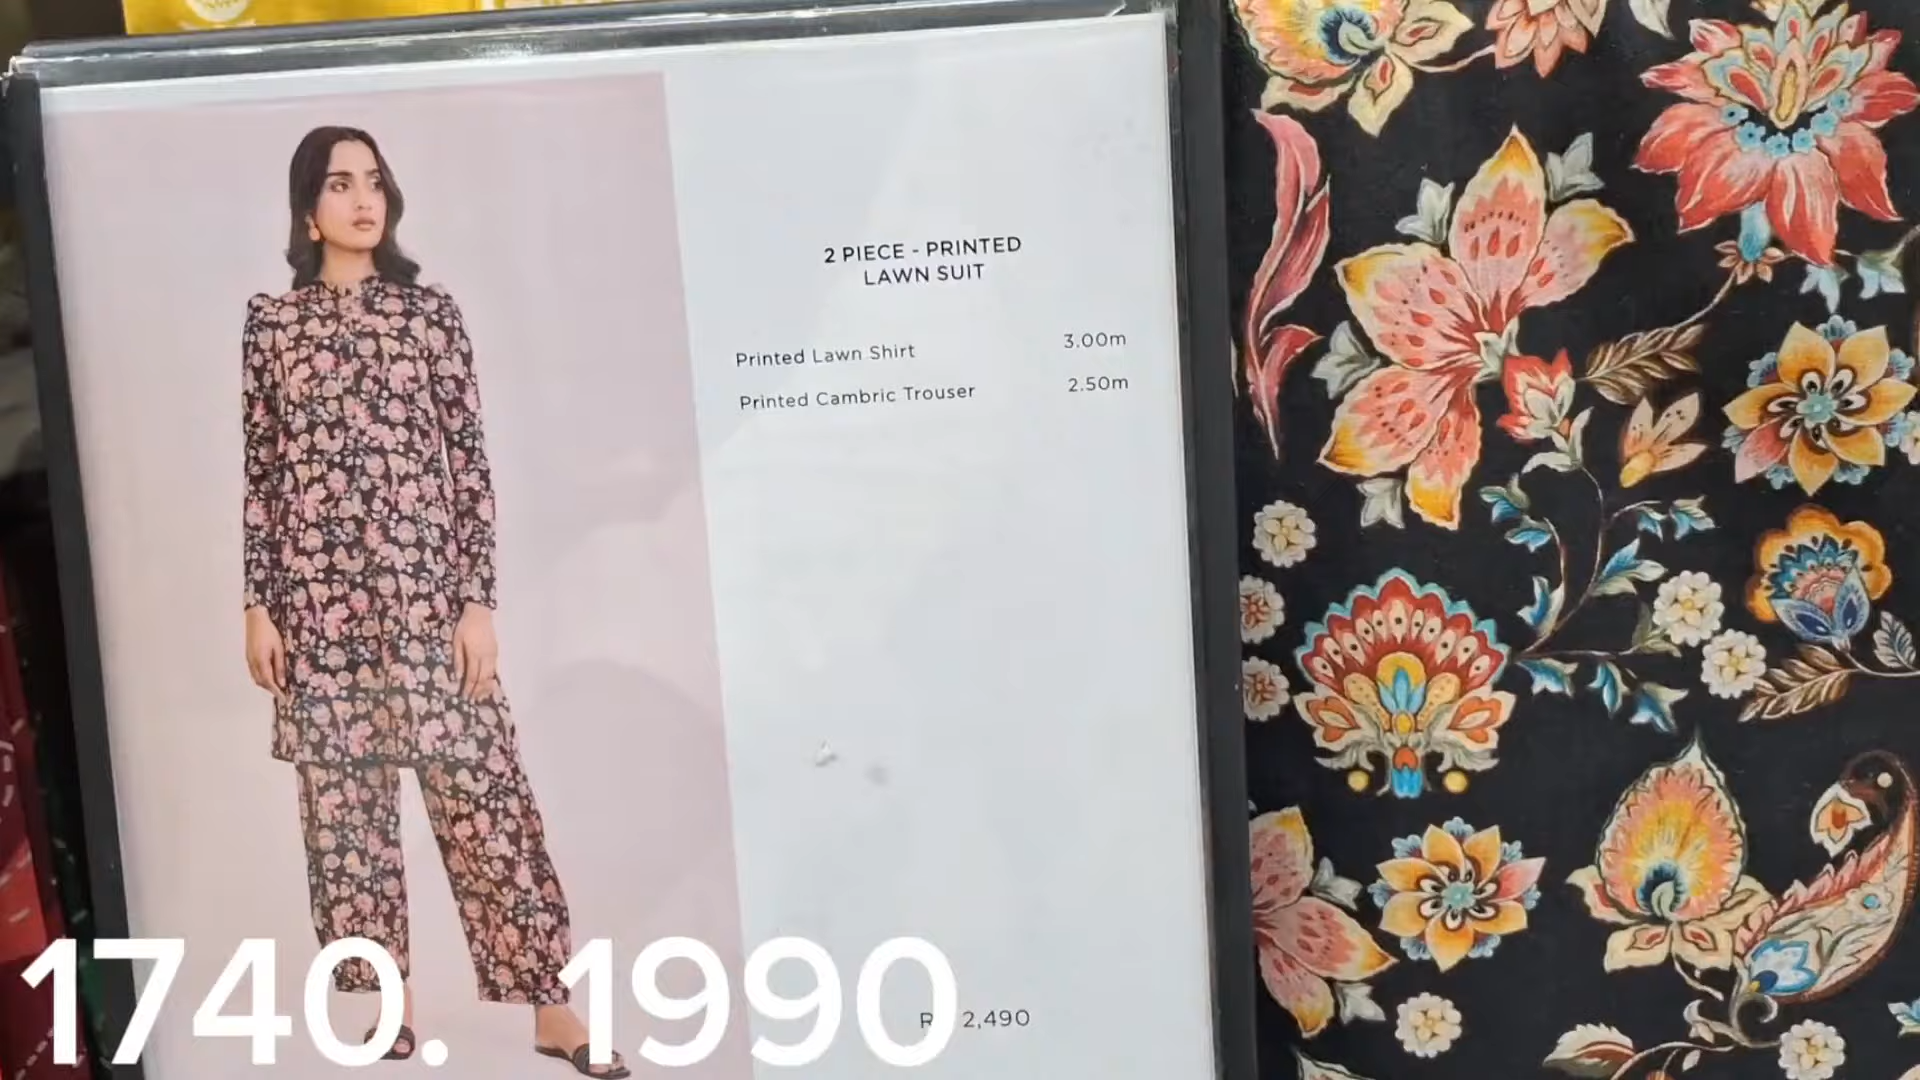 2 PIECE - PRINTED
LAWN SUIT
Printed Lawn Shirt 3.00m
Printed Cambric Trouser 2.50m
2,490
1740. 1990